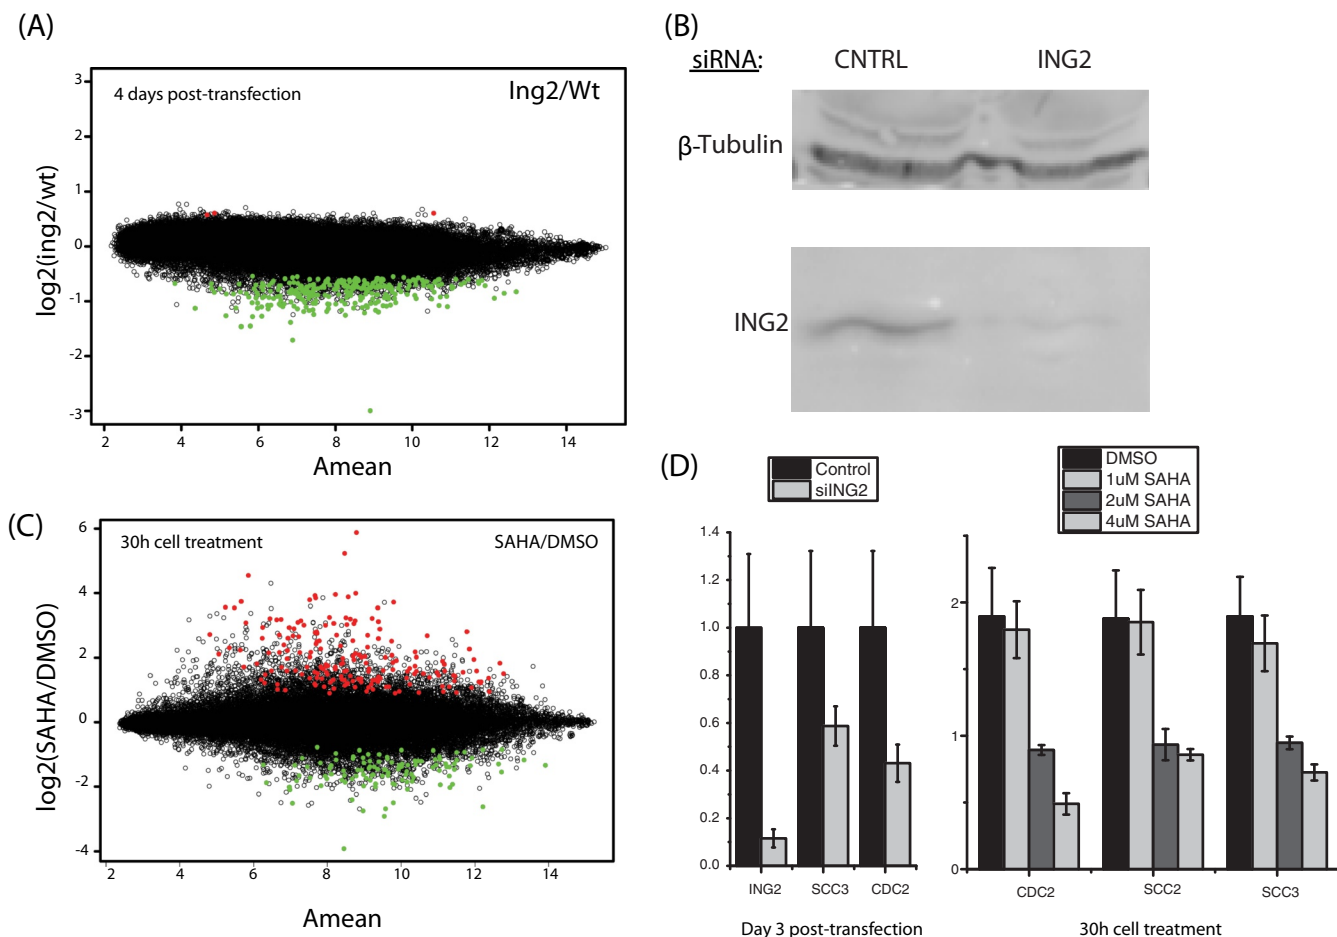 (A)
4 days post-transfection
Ing2/Wt
log2(ing2/wt)
3
2
1
0
-1
-2
-3
2 4 6 8 10 12 14
Amean
(B)
siRNA: CNTRL ING2
β-Tubulin
ING2
(C)
30h cell treatment
SAHA/DMSO
log2(SAHA/DMSO)
6
4
2
0
-2
-4
2 4 6 8 10 12 14
Amean
(D)
Control
siING2
1.4
1.2
1.0
0.8
0.6
0.4
0.2
0.0
ING2 SCC3 CDC2
Day 3 post-transfection
DMSO
1uM SAHA
2uM SAHA
4uM SAHA
2
1
0
CDC2 SCC2 SCC3
30h cell treatment